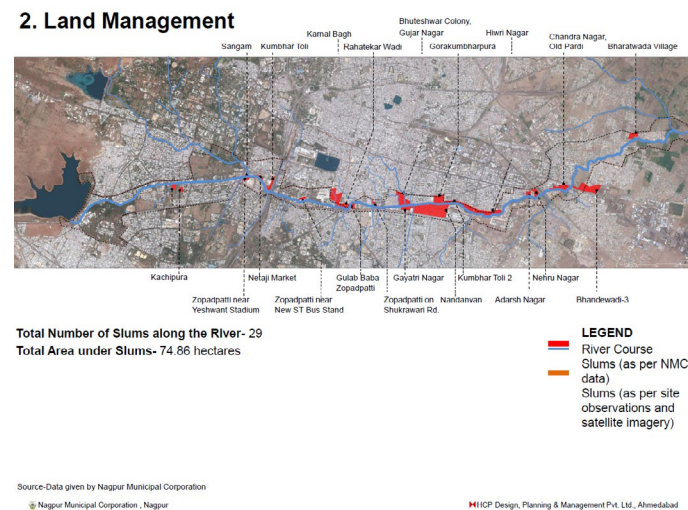 2. Land Management
Bhuteshwar Colony,
Gujar Nagar
Karnal Bagh
Hiwri Nagar
Chandra Nagar,
Old Pardi
Sangam
Kumbhar Toli
Rahatekar Wadi
Gorakumbharpura
Bharatwada Village
Kachipura
Netaji Market
Gulab Baba
Zopadpatti
Gayatri Nagar
Kumbhar Toli 2
Nehru Nagar
Zopadpatti near
Yeshwant Stadium
Zopadpatti near
New ST Bus Stand
Zopadpatti on
Shukrawari Rd.
Nandanvan
Adarsh Nagar
Bhandewadi-3
Total Number of Slums along the River- 29
Total Area under Slums- 74.86 hectares
LEGEND
River Course
Slums (as per NMC
data)
Slums (as per site
observations and
satellite imagery)
Source-Data given by Nagpur Municipal Corporation
Nagpur Municipal Corporation , Nagpur
HCP Design, Planning & Management Pvt. Ltd., Ahmedabad